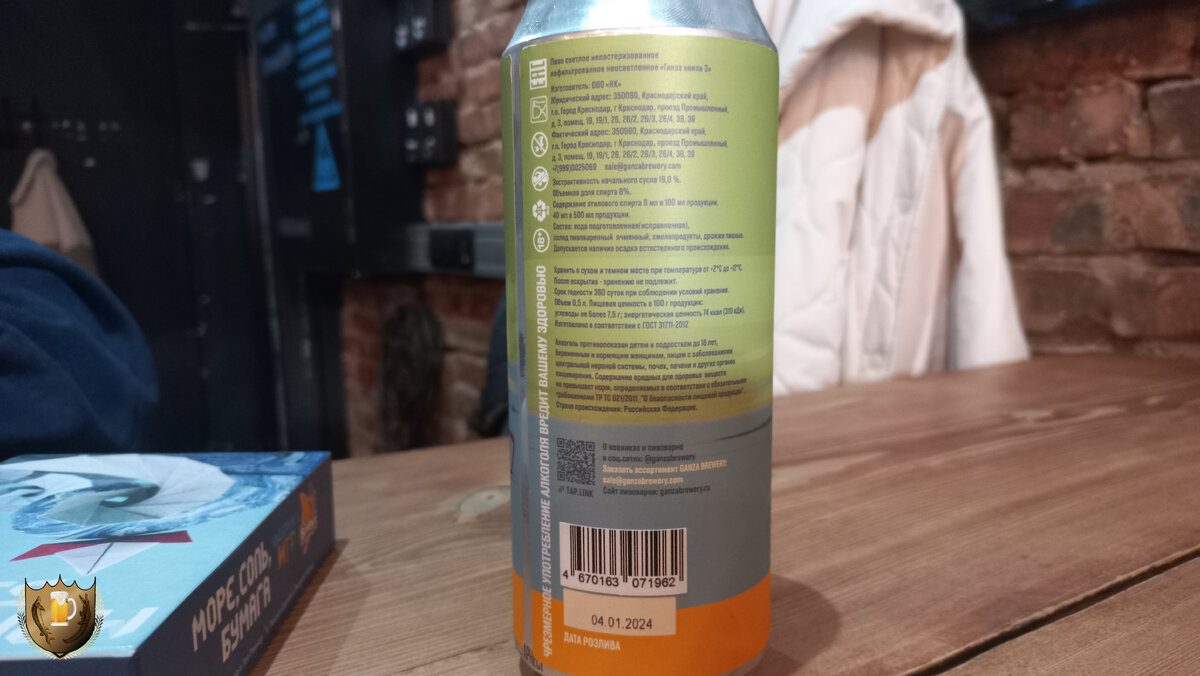 EAC
Пиво светлое непастеризованное
нефильтрованное неосветленное «Ганза неипа 3»
Изготовитель: ООО «НК»
Юридический адрес: 350080, Краснодарский край,
г.о. Город Краснодар, г Краснодар, проезд Промышленный,
д. 3, помещ. 19, 19/1, 26, 26/2, 26/3, 26/4, 38, 39
Фактический адрес: 350080, Краснодарский край,
г.о. Город Краснодар, г Краснодар, проезд Промышленный,
д. 3, помещ. 19, 19/1, 26, 26/2, 26/3, 26/4, 38, 39
+7(999)0025069 sale@ganzabrewery.com
Экстрактивность начального сусла 19,0 %.
Объемная доля спирта 8%.
Содержание этилового спирта 8 мл в 100 мл продукции,
40 мл в 500 мл продукции.
Состав: вода подготовленная(исправленная),
солод пивоваренный ячменный, хмелепродукты, дрожжи пивные.
Допускается наличие осадка естественного происхождения.
18+
Хранить в сухом и темном месте при температуре от +2°C до +12°C.
После вскрытия - хранению не подлежит.
Срок годности 360 суток при соблюдении условий хранения.
Объем 0,5 л. Пищевая ценность в 100 г продукции:
углеводы не более 7,5 г; энергетическая ценность 74 ккал (310 кДж).
Изготовлено в соответствии с ГОСТ 31711-2012
Алкоголь противопоказан детям и подросткам до 18 лет,
беременным и кормящим женщинам, лицам с заболеваниями
центральной нервной системы, почек, печени и других органов
пищеварения. Содержание вредных для здоровья веществ
не превышает норм, определяемых в соответствии с обязательными
требованиями ТР ТС 021/2011 "О безопасности пищевой продукции".
Страна происхождения: Российская Федерация.
ЧРЕЗМЕРНОЕ УПОТРЕБЛЕНИЕ АЛКОГОЛЯ ВРЕДИТ ВАШЕМУ ЗДОРОВЬЮ
О новинках и пивоварне
в соц.сетях: @ganzabrewery
Заказать ассортимент GANZA BREWERY:
sale@ganzabrewery.com
Сайт пивоварни: ganzabrewery.ru
TAP.LINK
4 670163 071962
04.01.2024
ДАТА РОЗЛИВА
МОРЕ, СОЛЬ,
БУМАГА